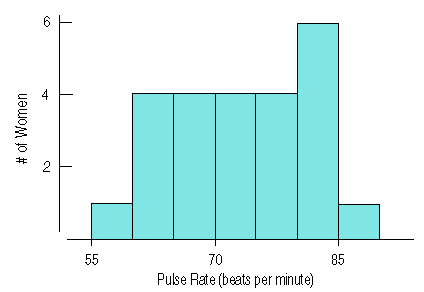 6
4
2
# of Women
55 70 85
Pulse Rate (beats per minute)